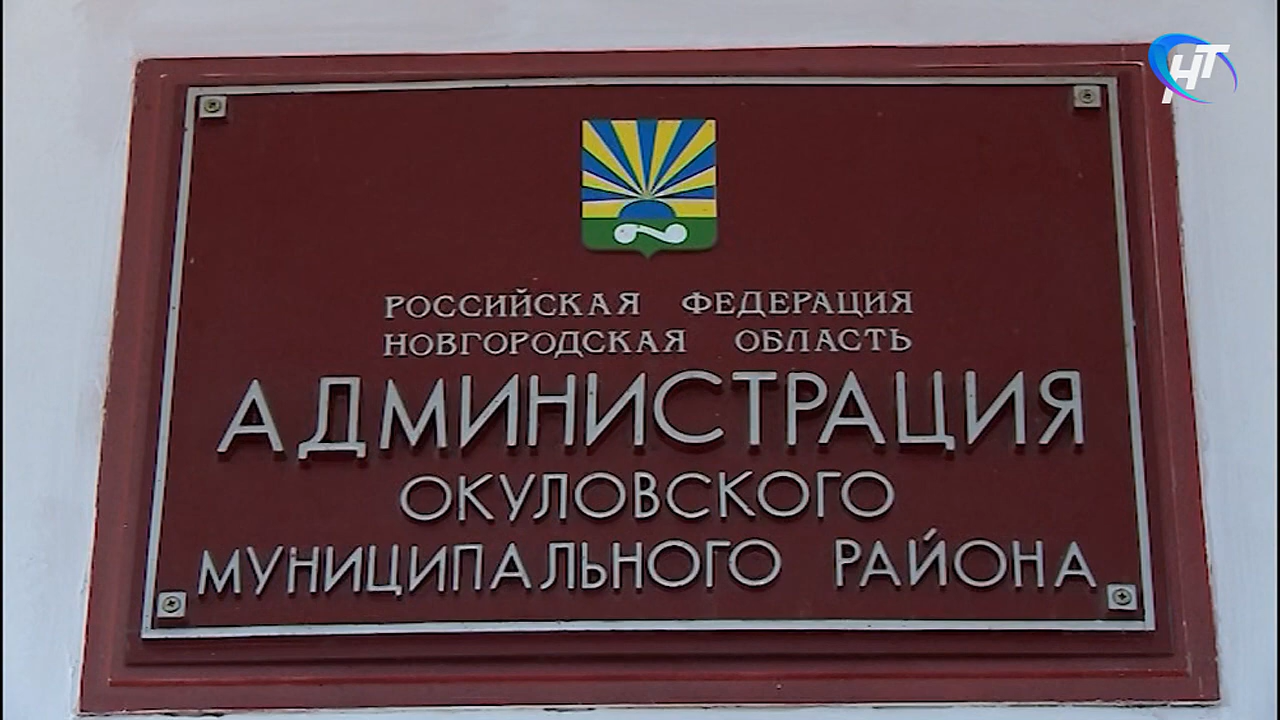 НТ
РОССИЙСКАЯ ФЕДЕРАЦИЯ
НОВГОРОДСКАЯ ОБЛАСТЬ
АДМИНИСТРАЦИЯ
ОКУЛОВСКОГО
МУНИЦИПАЛЬНОГО РАЙОНА